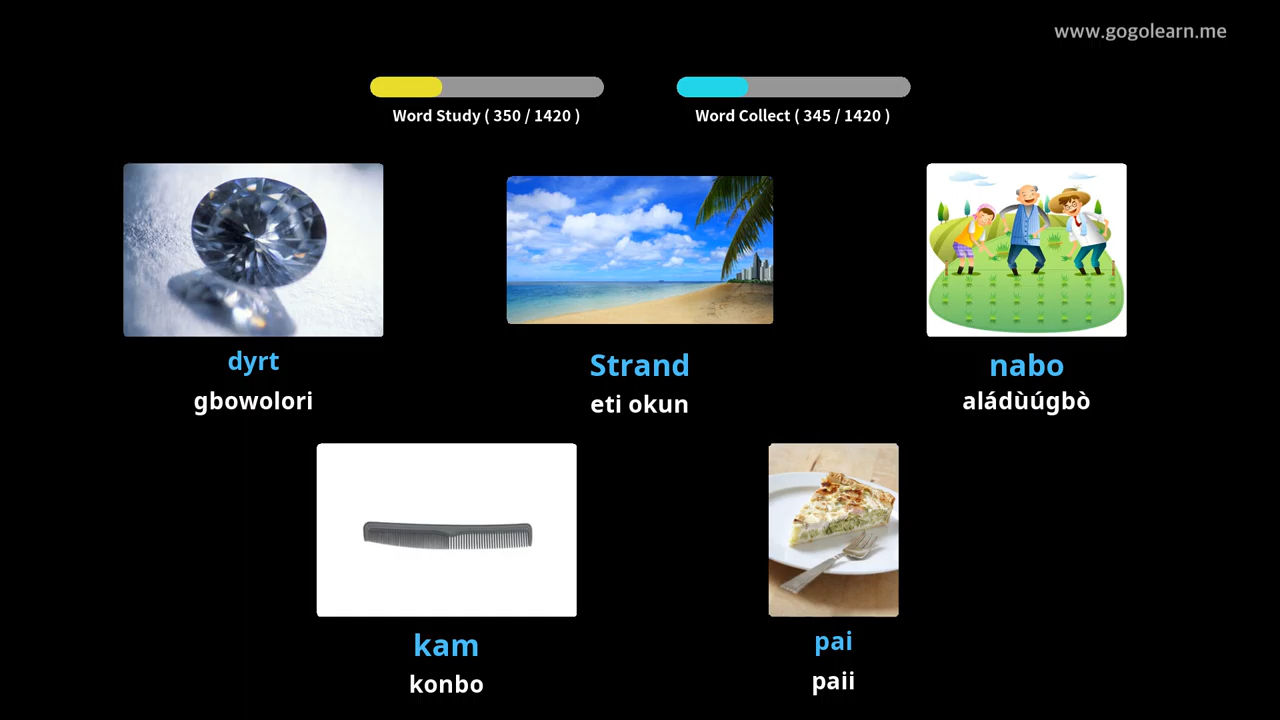 www.gogolearn.me
Word Study ( 350 / 1420 )
Word Collect ( 345 / 1420 )
dyrt
gbowolori
Strand
eti okun
nabo
aládùúgbò
kam
konbo
pai
paii